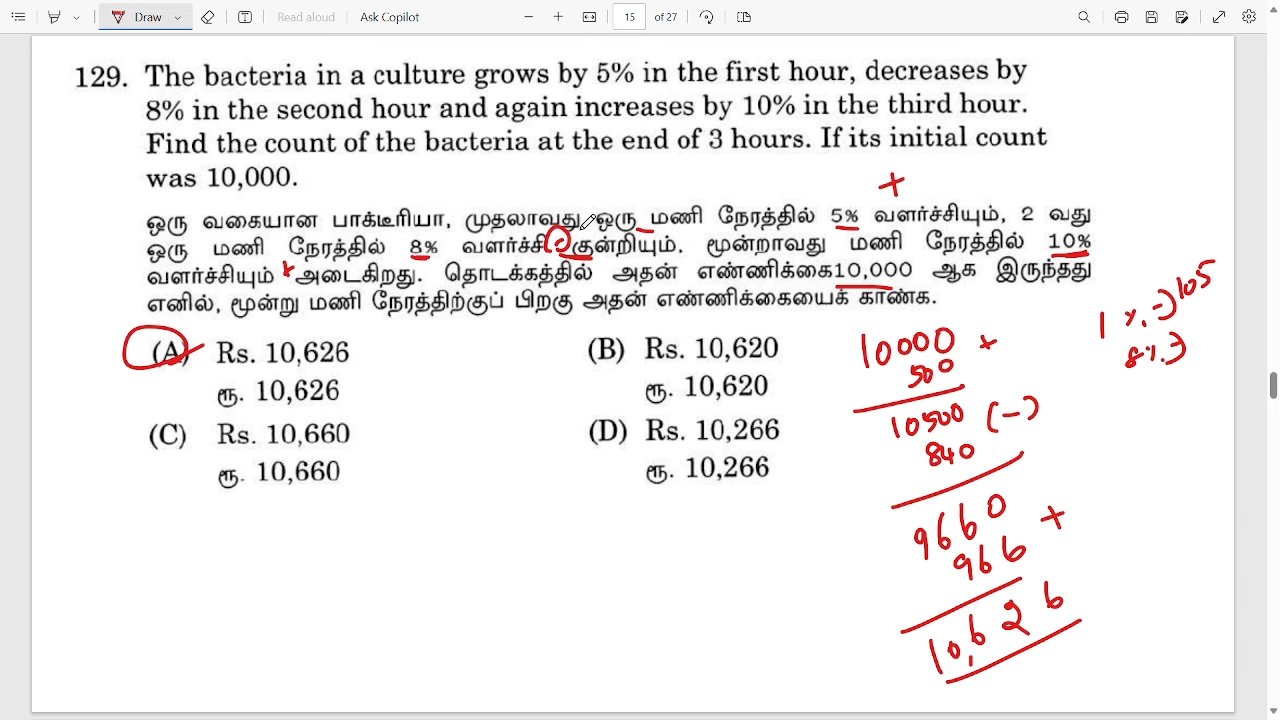 Draw
Read aloud
Ask Copilot
15
of 27
129. The bacteria in a culture grows by 5% in the first hour, decreases by
8% in the second hour and again increases by 10% in the third hour.
Find the count of the bacteria at the end of 3 hours. If its initial count
was 10,000.
ஒரு வகையான பாக்டீரியா, முதலாவது ஒரு மணி நேரத்தில் 5% வளர்ச்சியும், 2 வது
ஒரு மணி நேரத்தில் 8% வளர்ச்சி குன்றியும். மூன்றாவது மணி நேரத்தில் 10%
வளர்ச்சியும் அடைகிறது. தொடக்கத்தில் அதன் எண்ணிக்கை10,000 ஆக இருந்தது
எனில், மூன்று மணி நேரத்திற்குப் பிறகு அதன் எண்ணிக்கையைக் காண்க.
(A) Rs. 10,626
ரூ. 10,626
(B) Rs. 10,620
ரூ. 10,620
(C) Rs. 10,660
ரூ. 10,660
(D) Rs. 10,266
ரூ. 10,266
+
+
1 %-) 105
8%-)
10000 +
500
10500 (-)
840
9660 +
966
10,626